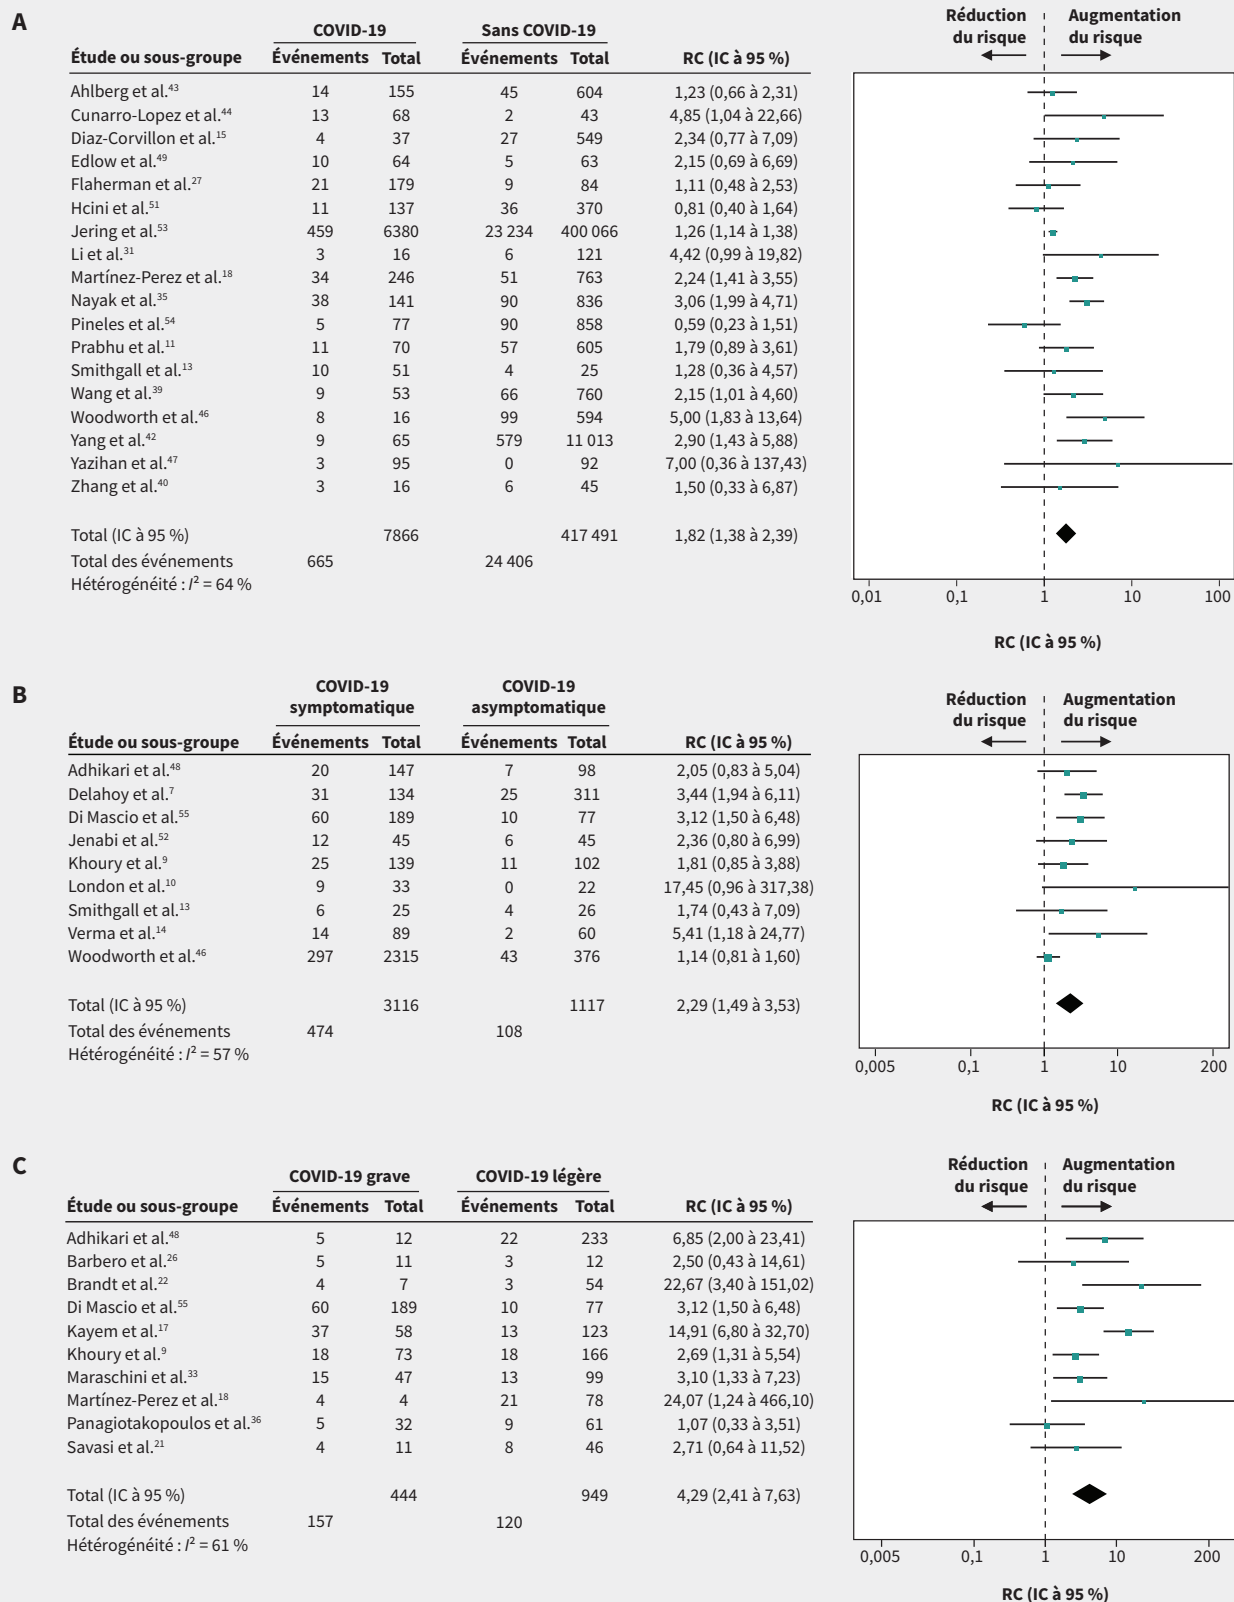 A
COVID-19 Sans COVID-19
Étude ou sous-groupe Événements Total Événements Total RC (IC à 95 %)
Réduction du risque Augmentation du risque
Ahlberg et al.43 14 155 45 604 1,23 (0,66 à 2,31)
Cunarro-Lopez et al.44 13 68 2 43 4,85 (1,04 à 22,66)
Diaz-Corvillon et al.15 4 37 27 549 2,34 (0,77 à 7,09)
Edlow et al.49 10 64 5 63 2,15 (0,69 à 6,69)
Flaherman et al.27 21 179 9 84 1,11 (0,48 à 2,53)
Hcini et al.51 11 137 36 370 0,81 (0,40 à 1,64)
Jering et al.53 459 6380 23 234 400 066 1,26 (1,14 à 1,38)
Li et al.31 3 16 6 121 4,42 (0,99 à 19,82)
Martínez-Perez et al.18 34 246 51 763 2,24 (1,41 à 3,55)
Nayak et al.35 38 141 90 836 3,06 (1,99 à 4,71)
Pineles et al.54 5 77 90 858 0,59 (0,23 à 1,51)
Prabhu et al.11 11 70 57 605 1,79 (0,89 à 3,61)
Smithgall et al.13 10 51 4 25 1,28 (0,36 à 4,57)
Wang et al.39 9 53 66 760 2,15 (1,01 à 4,60)
Woodworth et al.46 8 16 99 594 5,00 (1,83 à 13,64)
Yang et al.42 9 65 579 11 013 2,90 (1,43 à 5,88)
Yazihan et al.47 3 95 0 92 7,00 (0,36 à 137,43)
Zhang et al.40 3 16 6 45 1,50 (0,33 à 6,87)
Total (IC à 95 %) 7866 417 491 1,82 (1,38 à 2,39)
Total des événements 665 24 406
Hétérogénéité : I² = 64 %
0,01 0,1 1 10 100
RC (IC à 95 %)
B
COVID-19 symptomatique COVID-19 asymptomatique
Étude ou sous-groupe Événements Total Événements Total RC (IC à 95 %)
Réduction du risque Augmentation du risque
Adhikari et al.48 20 147 7 98 2,05 (0,83 à 5,04)
Delahoy et al.7 31 134 25 311 3,44 (1,94 à 6,11)
Di Mascio et al.55 60 189 10 77 3,12 (1,50 à 6,48)
Jenabi et al.52 12 45 6 45 2,36 (0,80 à 6,99)
Khoury et al.9 25 139 11 102 1,81 (0,85 à 3,88)
London et al.10 9 33 0 22 17,45 (0,96 à 317,38)
Smithgall et al.13 6 25 4 26 1,74 (0,43 à 7,09)
Verma et al.14 14 89 2 60 5,41 (1,18 à 24,77)
Woodworth et al.46 297 2315 43 376 1,14 (0,81 à 1,60)
Total (IC à 95 %) 3116 1117 2,29 (1,49 à 3,53)
Total des événements 474 108
Hétérogénéité : I² = 57 %
0,005 0,1 1 10 200
RC (IC à 95 %)
C
COVID-19 grave COVID-19 légère
Étude ou sous-groupe Événements Total Événements Total RC (IC à 95 %)
Réduction du risque Augmentation du risque
Adhikari et al.48 5 12 22 233 6,85 (2,00 à 23,41)
Barbero et al.26 5 11 3 12 2,50 (0,43 à 14,61)
Brandt et al.22 4 7 3 54 22,67 (3,40 à 151,02)
Di Mascio et al.55 60 189 10 77 3,12 (1,50 à 6,48)
Kayem et al.17 37 58 13 123 14,91 (6,80 à 32,70)
Khoury et al.9 18 73 18 166 2,69 (1,31 à 5,54)
Maraschini et al.33 15 47 13 99 3,10 (1,33 à 7,23)
Martínez-Perez et al.18 4 4 21 78 24,07 (1,24 à 466,10)
Panagiotakopoulos et al.36 5 32 9 61 1,07 (0,33 à 3,51)
Savasi et al.21 4 11 8 46 2,71 (0,64 à 11,52)
Total (IC à 95 %) 444 949 4,29 (2,41 à 7,63)
Total des événements 157 120
Hétérogénéité : I² = 61 %
0,005 0,1 1 10 200
RC (IC à 95 %)